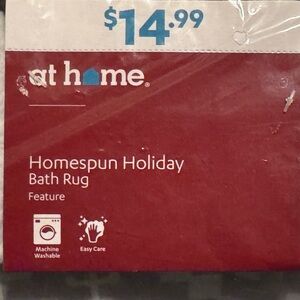 $14.99
at home®
Homespun Holiday
Bath Rug
Feature
Machine
Washable
Easy Care